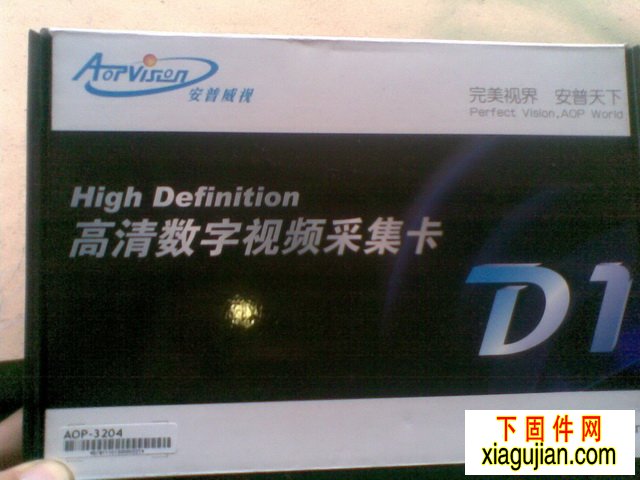 AOPVISION
安普威视
完美视界 安普天下
Perfect Vision,AOP World
High Definition
高清数字视频采集卡
D1
AOP-3204
下固件网
xiagujian.com